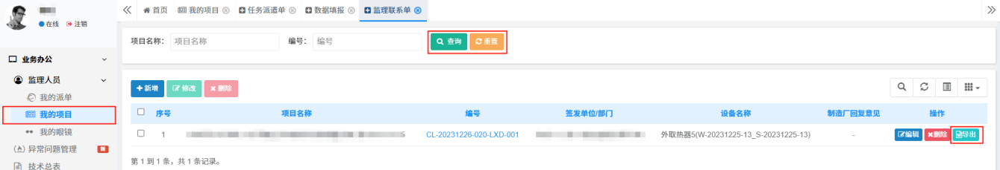 首页 我的项目 任务派遣单 数据填报 监理联系单
在线 注销
项目名称： 项目名称 编号： 编号 查询 重置
业务办公
监理人员
我的派单
我的项目
我的眼镜
异常问题管理 新
技术总表
新增 修改 删除
序号 项目名称 编号 签发单位/部门 设备名称 制造厂回复意见 操作
1 CL-20231226-020-LXD-001 外取热器5(W-20231225-13_S-20231225-13) - 编辑 删除 导出
第 1 到 1 条，共 1 条记录。